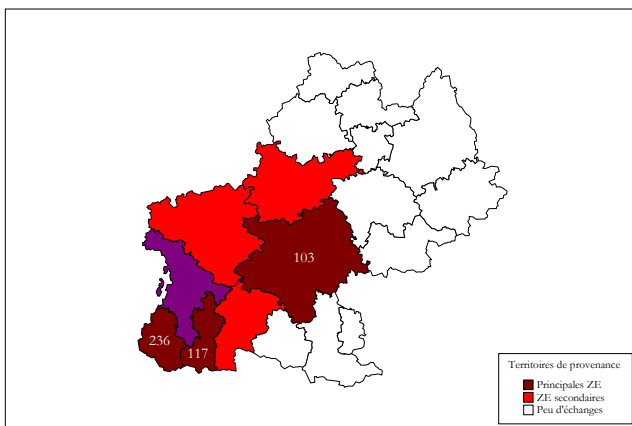 103
236
117
Territoires de provenance
Principales ZE
ZE secondaires
Peu d'échanges